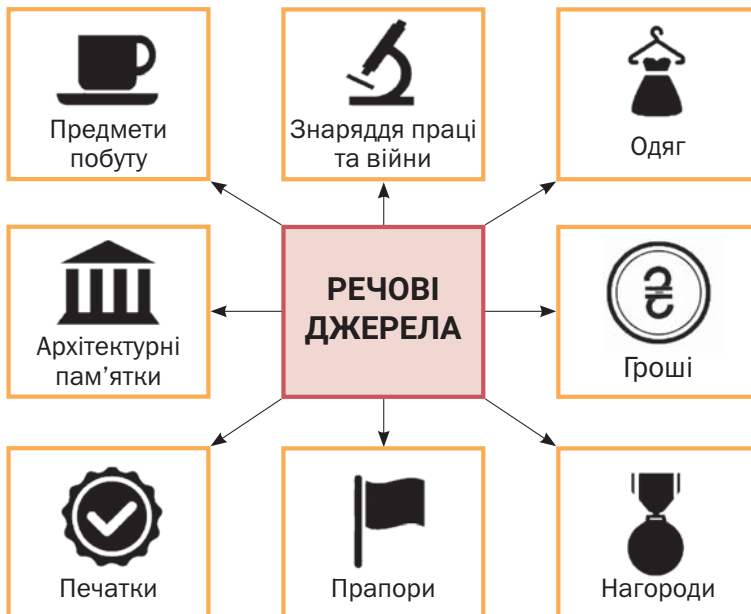 Предмети
побуту
Знаряддя праці
та війни
Одяг
Архітектурні
пам’ятки
РЕЧОВІ
ДЖЕРЕЛА
Гроші
Печатки
Прапори
Нагороди